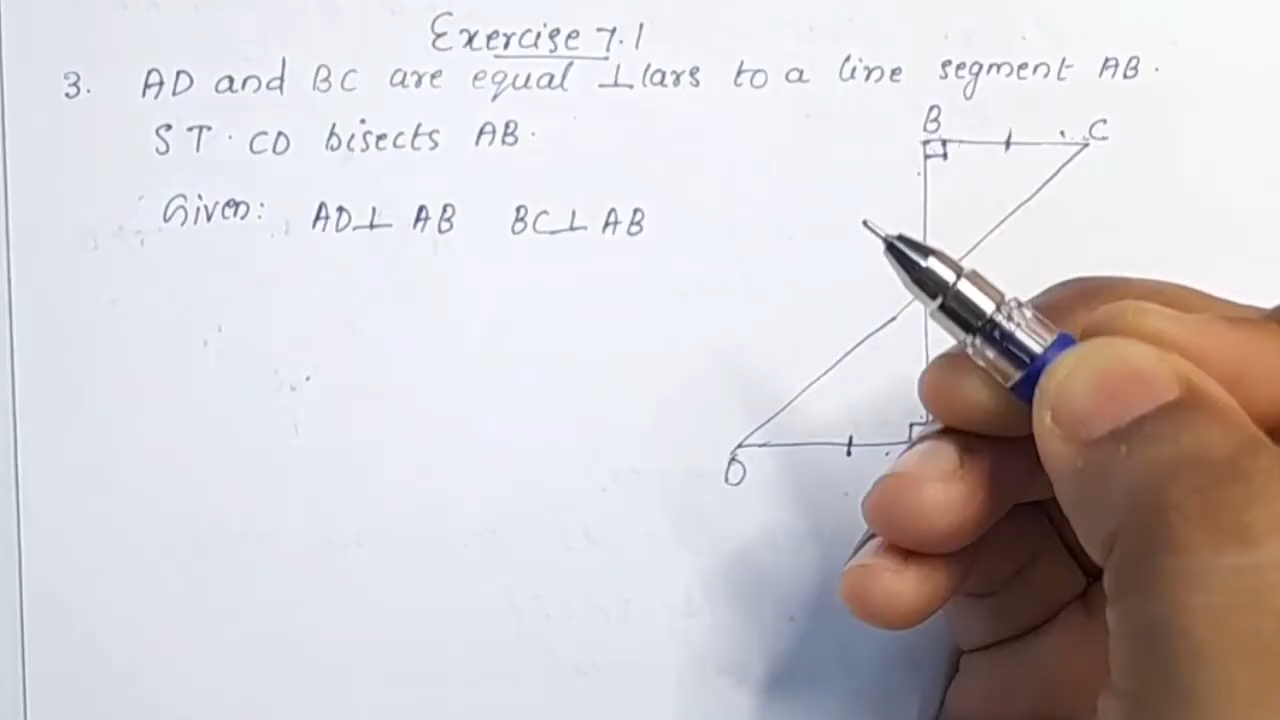 Exercise 7.1
3. AD and BC are equal ⊥lars to a line segment AB.
S T. CD bisects AB.
Given: AD⊥ AB BC⊥ AB
B
C
D